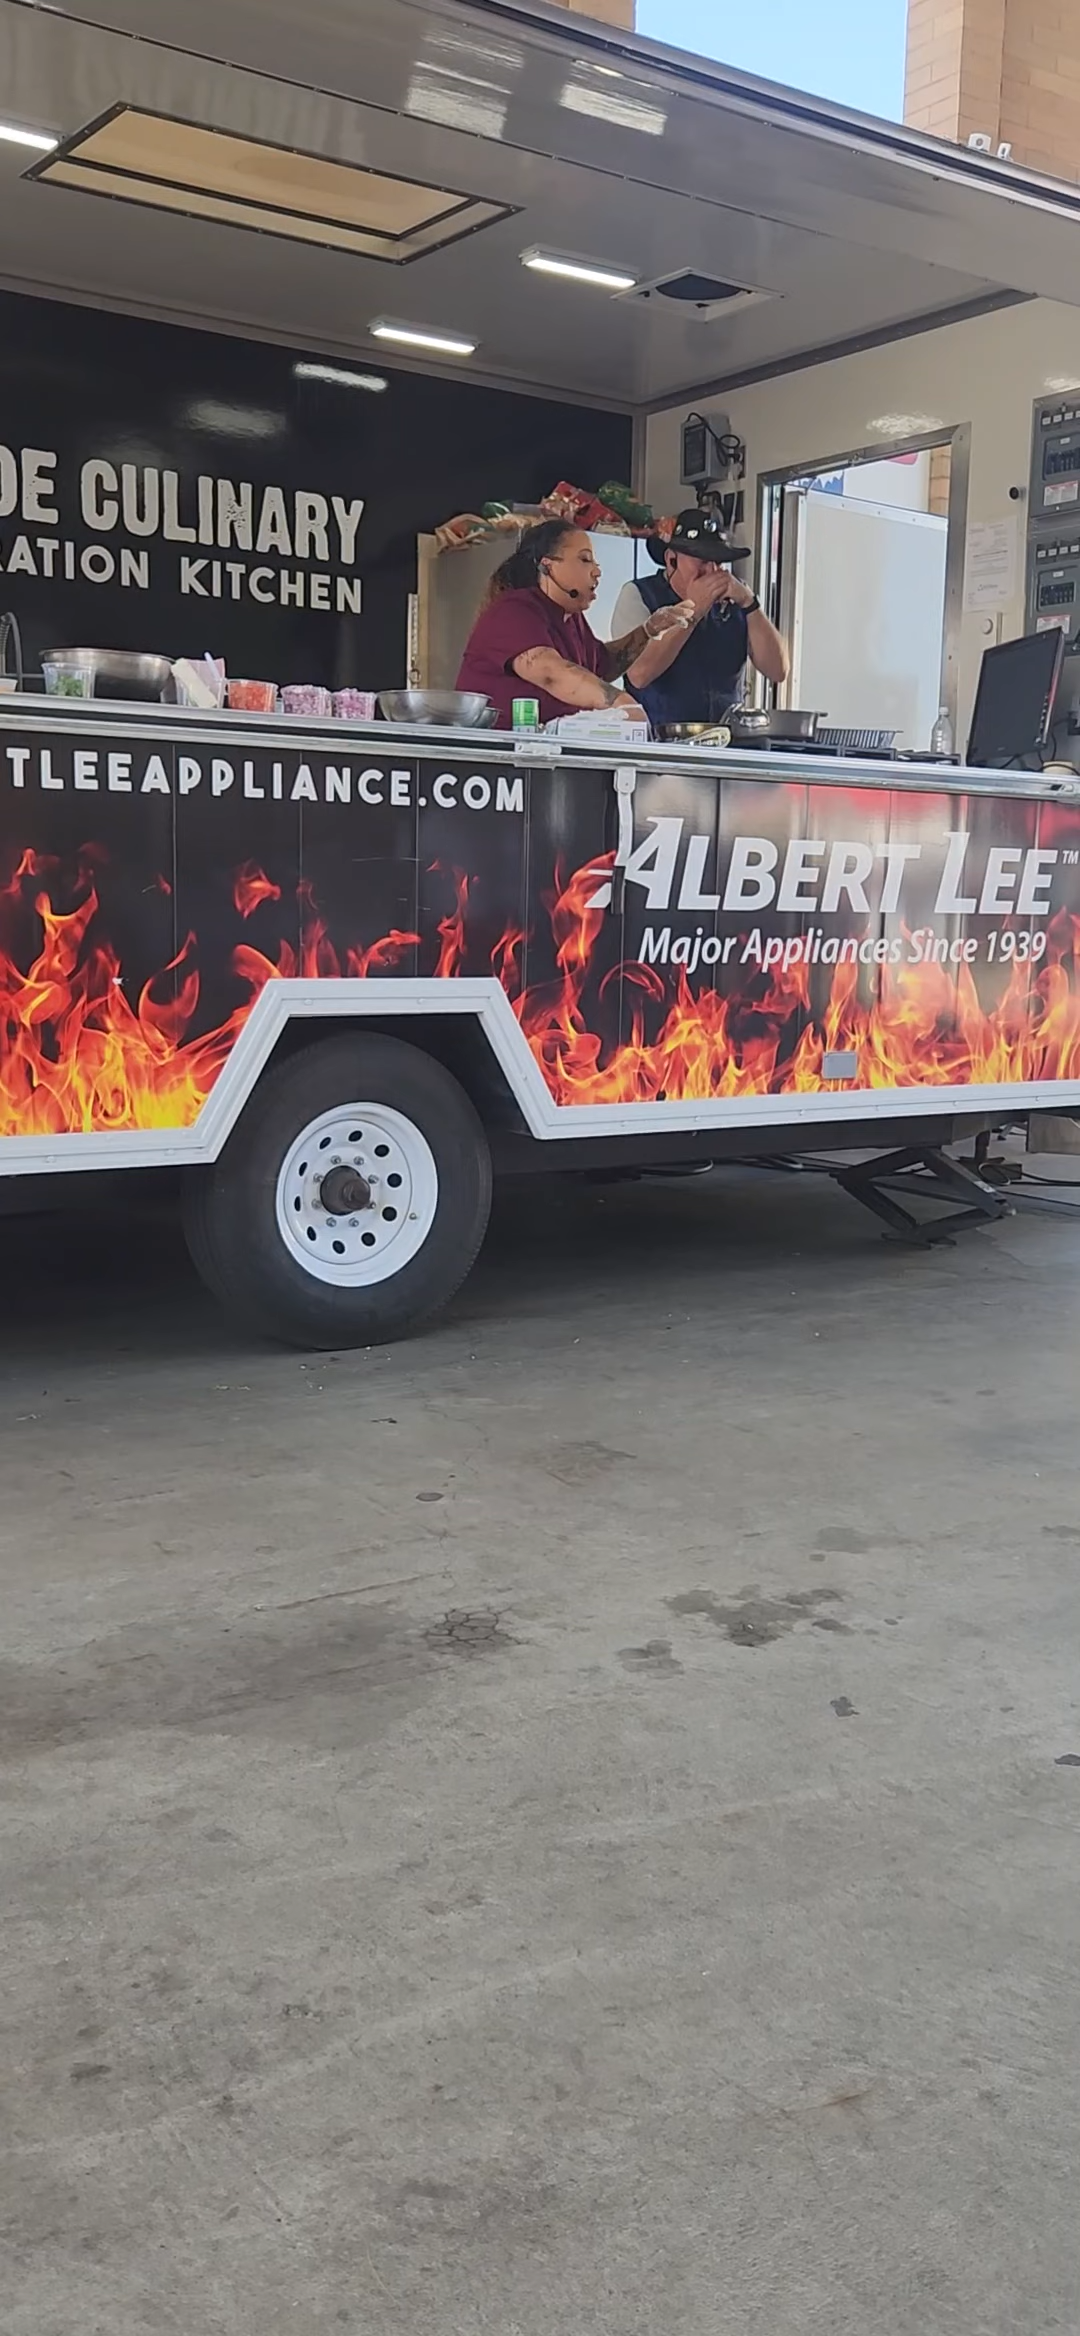 DE CULINARY
RATION KITCHEN
TLEEAPPLIANCE.COM
ALBERT LEE™
Major Appliances Since 1939